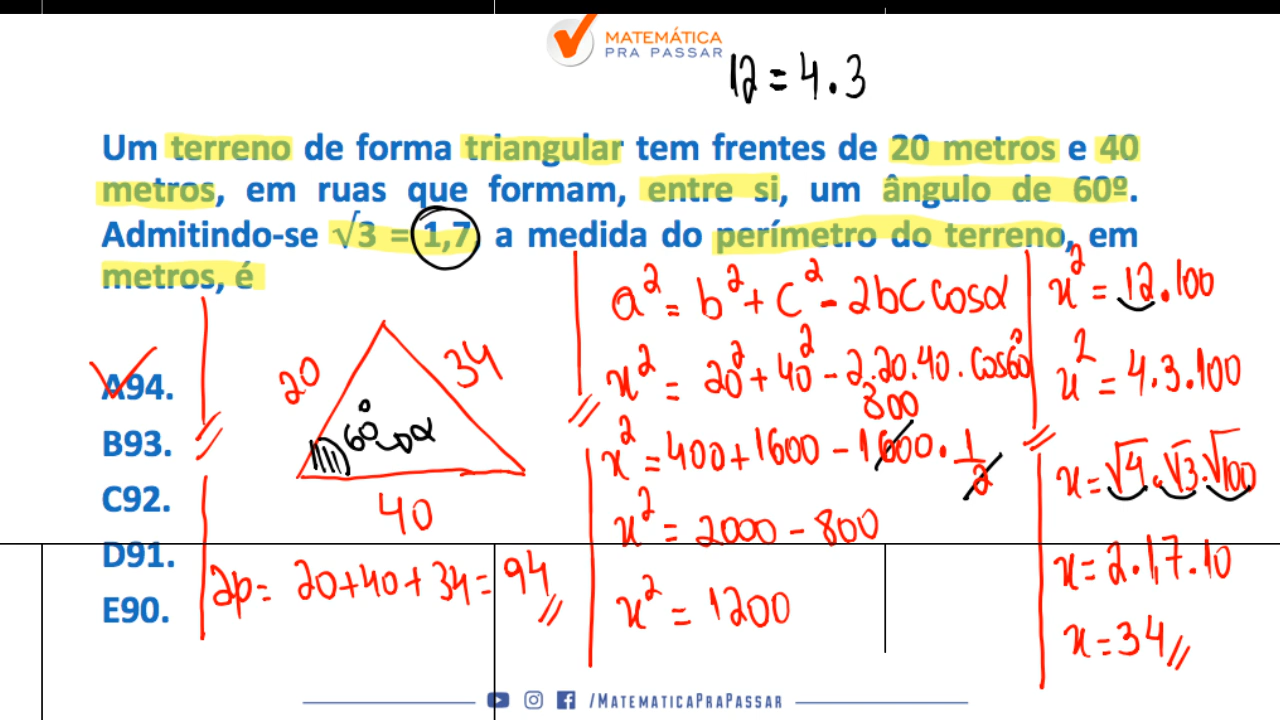 MATEMÁTICA
PRA PASSAR
12 = 4.3
Um terreno de forma triangular tem frentes de 20 metros e 40
metros, em ruas que formam, entre si, um ângulo de 60º.
Admitindo-se √3 = 1,7, a medida do perímetro do terreno, em
metros, é
A94.
B93.
C92.
D91.
E90.
20
34
60° α
40
2p = 20+40+34 = 94
a² = b² + c² - 2bc cosα
x² = 20² + 40² - 2.20.40.cos60°
800
x² = 400+1600 - 1600 . 1/2
x² = 2000 - 800
x² = 1200
x² = 12.100
x² = 4.3.100
x = √4.√3.√100
x = 2.1,7.10
x = 34
/MATEMATICAPRAPASSAR